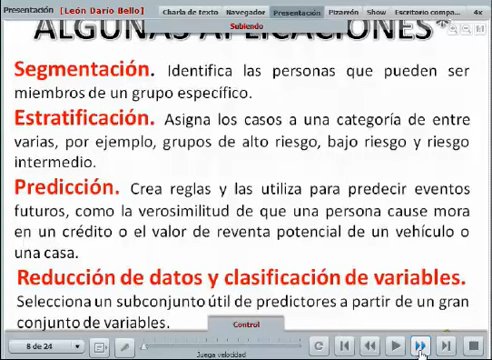 Presentación [León Darío Bello] Charla de texto Navegador Presentación Pizarrón Show Escritorio compa... 4x
Subiendo
ALGUNAS APLICACIONES*
Segmentación. Identifica las personas que pueden ser
miembros de un grupo específico.
Estratificación. Asigna los casos a una categoría de entre
varias, por ejemplo, grupos de alto riesgo, bajo riesgo y riesgo
intermedio.
Predicción. Crea reglas y las utiliza para predecir eventos
futuros, como la verosimilitud de que una persona cause mora
en un crédito o el valor de reventa potencial de un vehículo o
una casa.
Reducción de datos y clasificación de variables.
Selecciona un subconjunto útil de predictores a partir de un gran
conjunto de variables.
Control
8 de 24
Juega velocidad